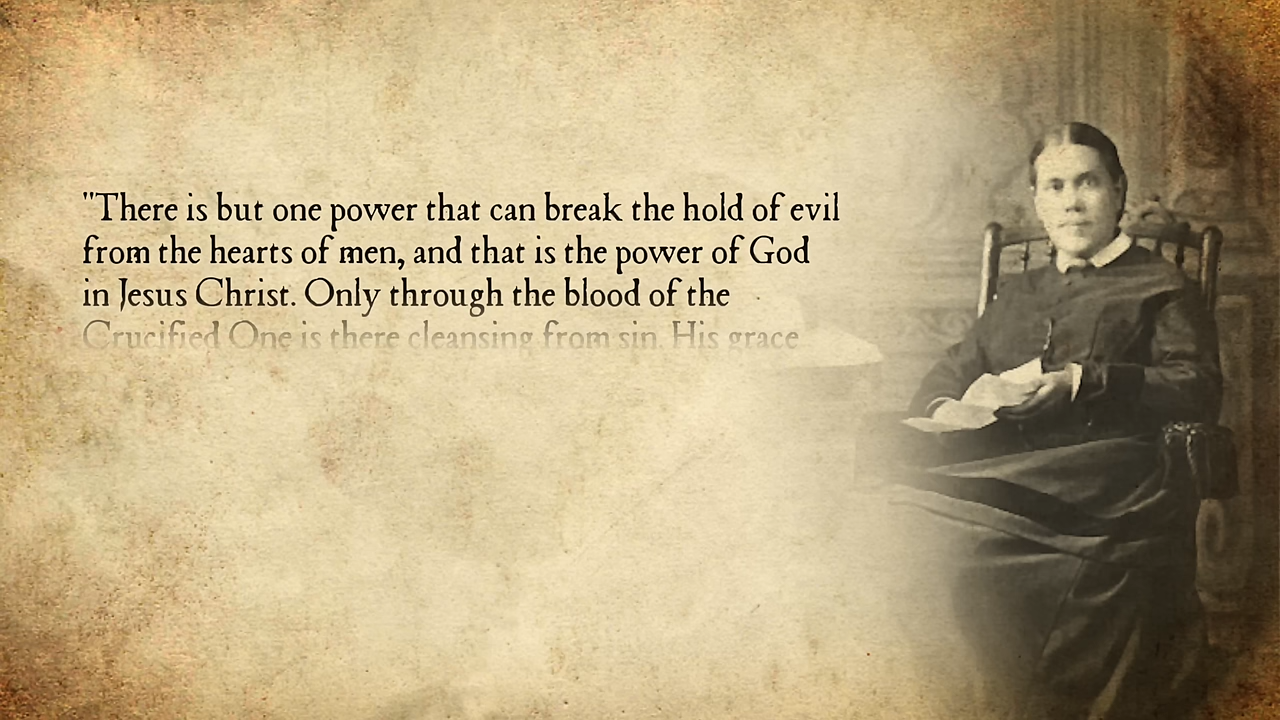 "There is but one power that can break the hold of evil
from the hearts of men, and that is the power of God
in Jesus Christ. Only through the blood of the
Crucified One is there cleansing from sin. His grace